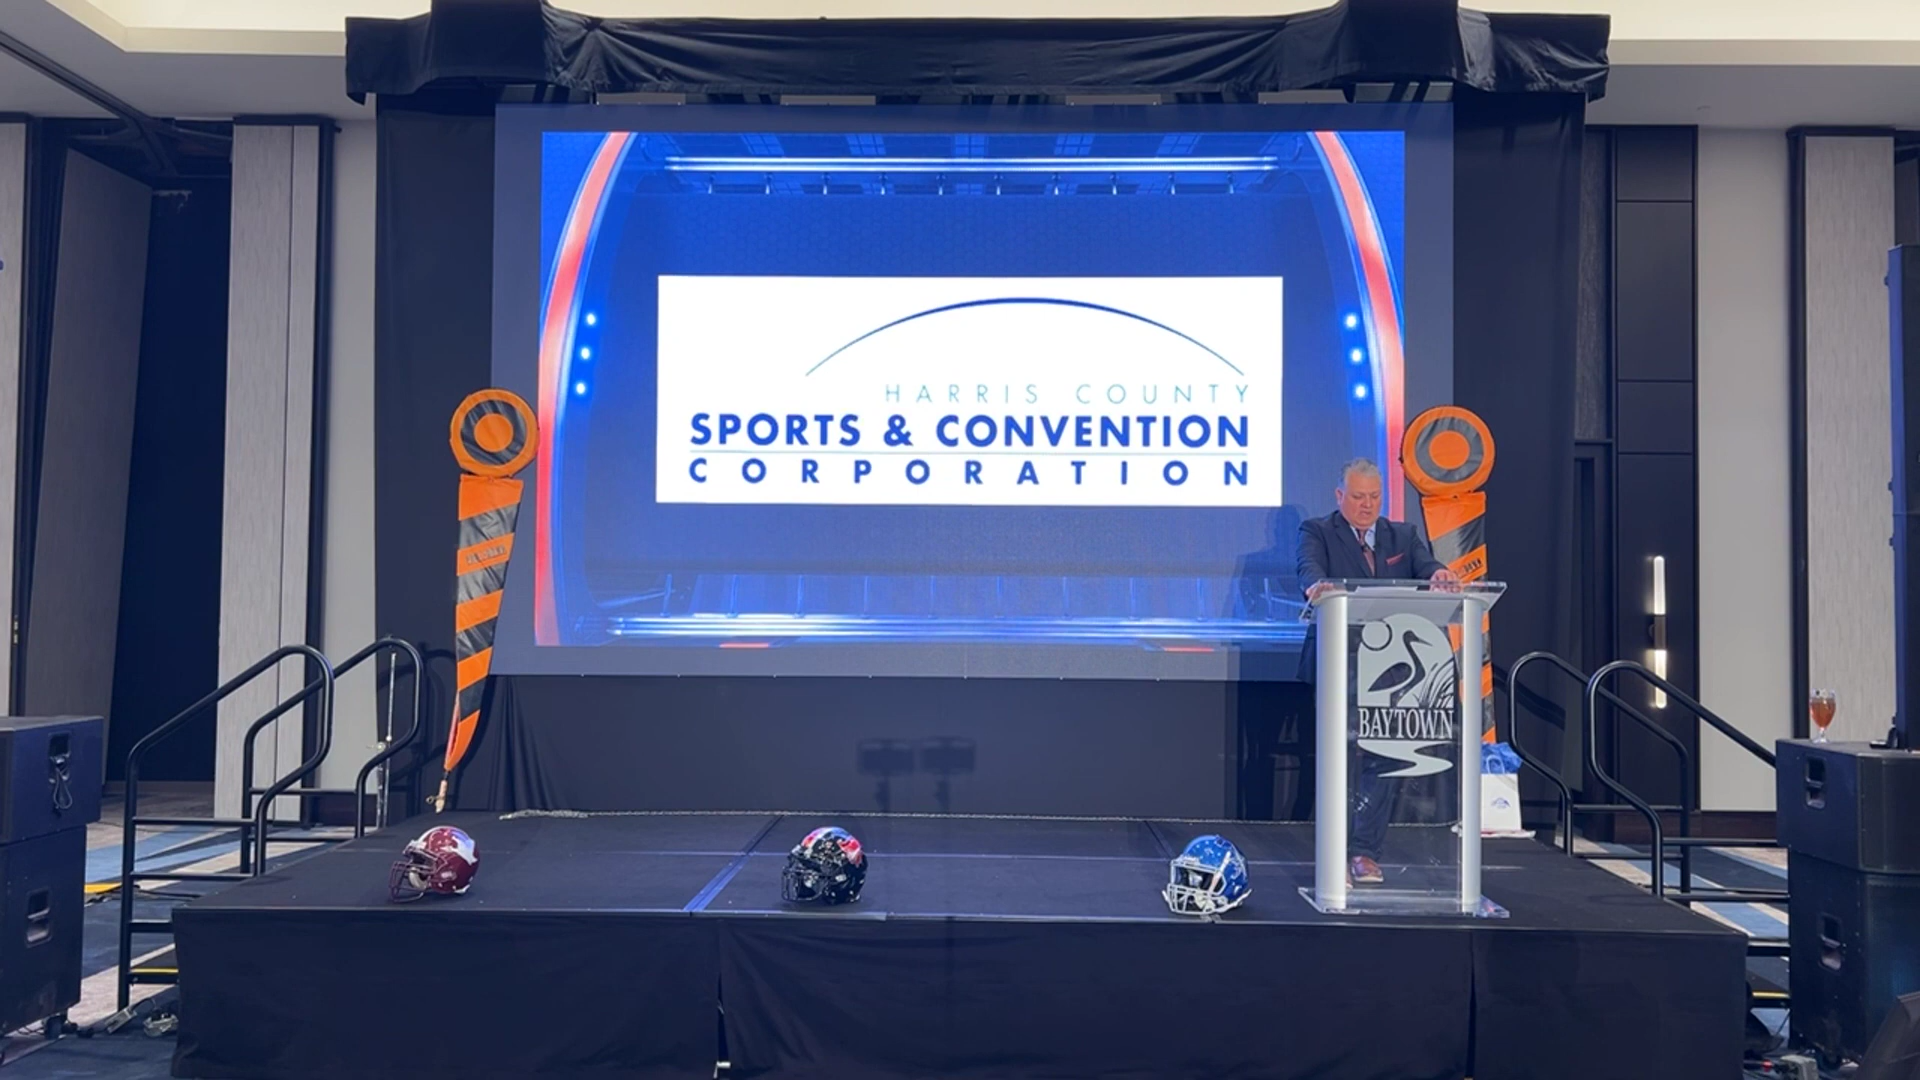 HARRIS COUNTY
SPORTS & CONVENTION
CORPORATION
BAYTOWN